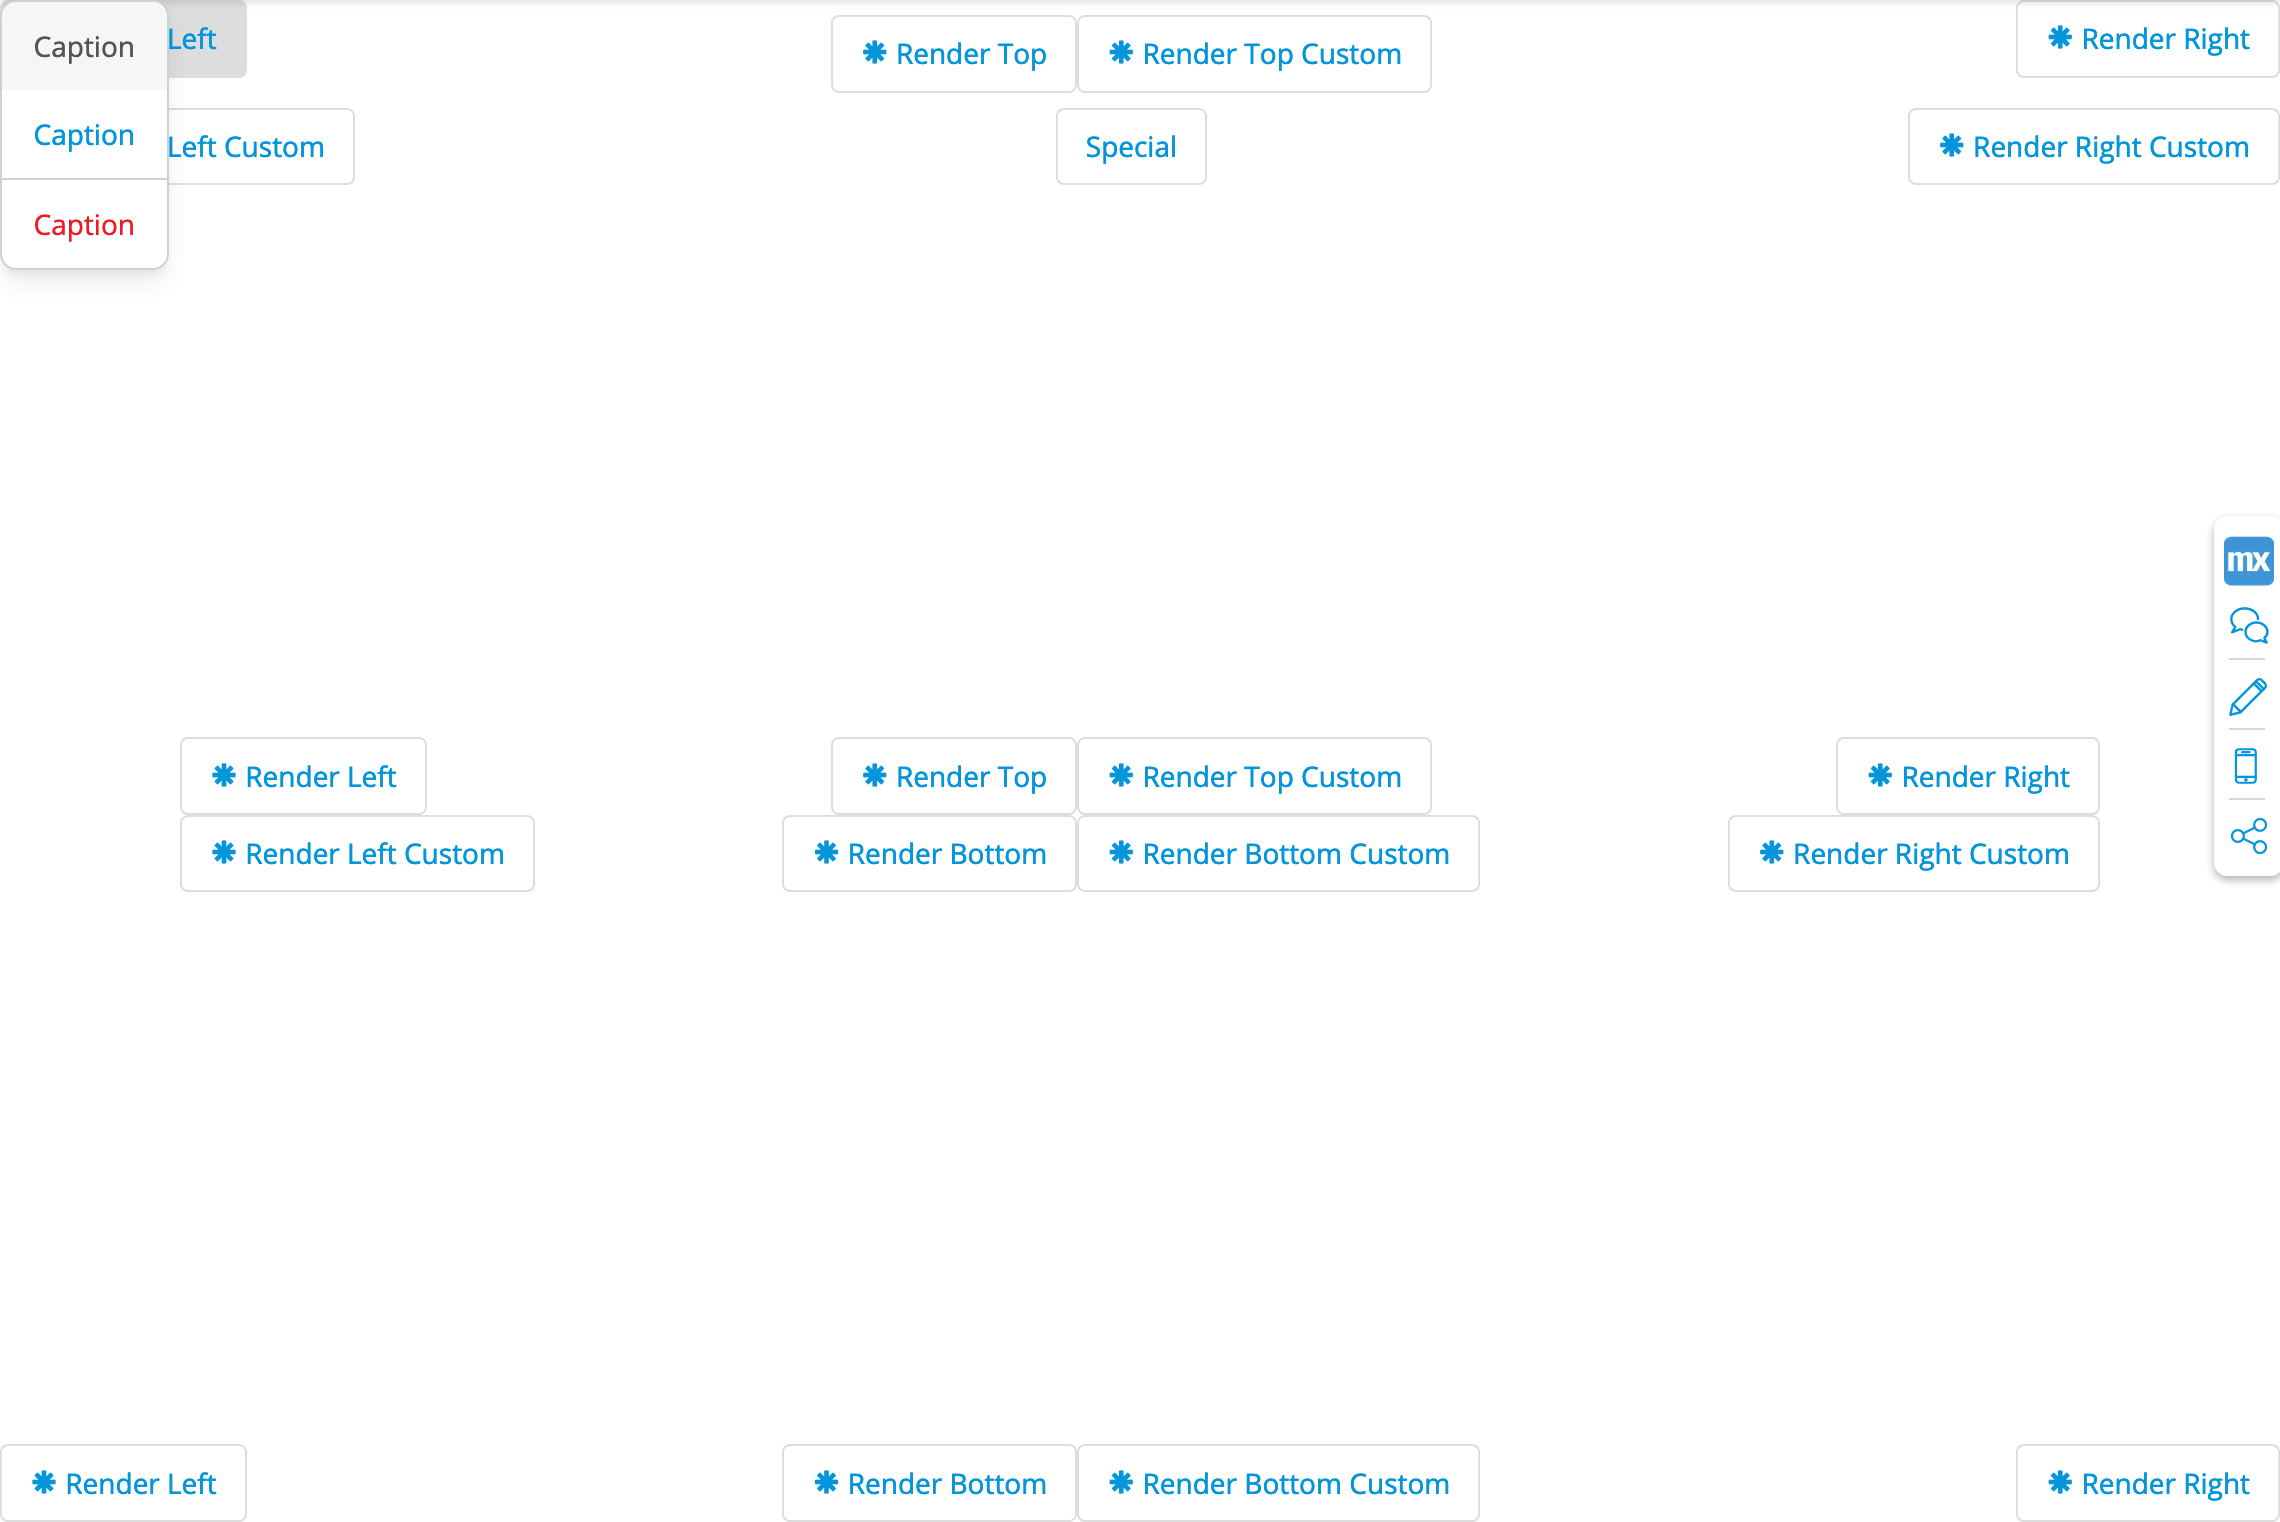 Caption
Left
Render Top
Render Top Custom
Render Right
Caption
Left Custom
Special
Render Right Custom
Caption
mx
Render Left
Render Top
Render Top Custom
Render Right
Render Left Custom
Render Bottom
Render Bottom Custom
Render Right Custom
Render Left
Render Bottom
Render Bottom Custom
Render Right